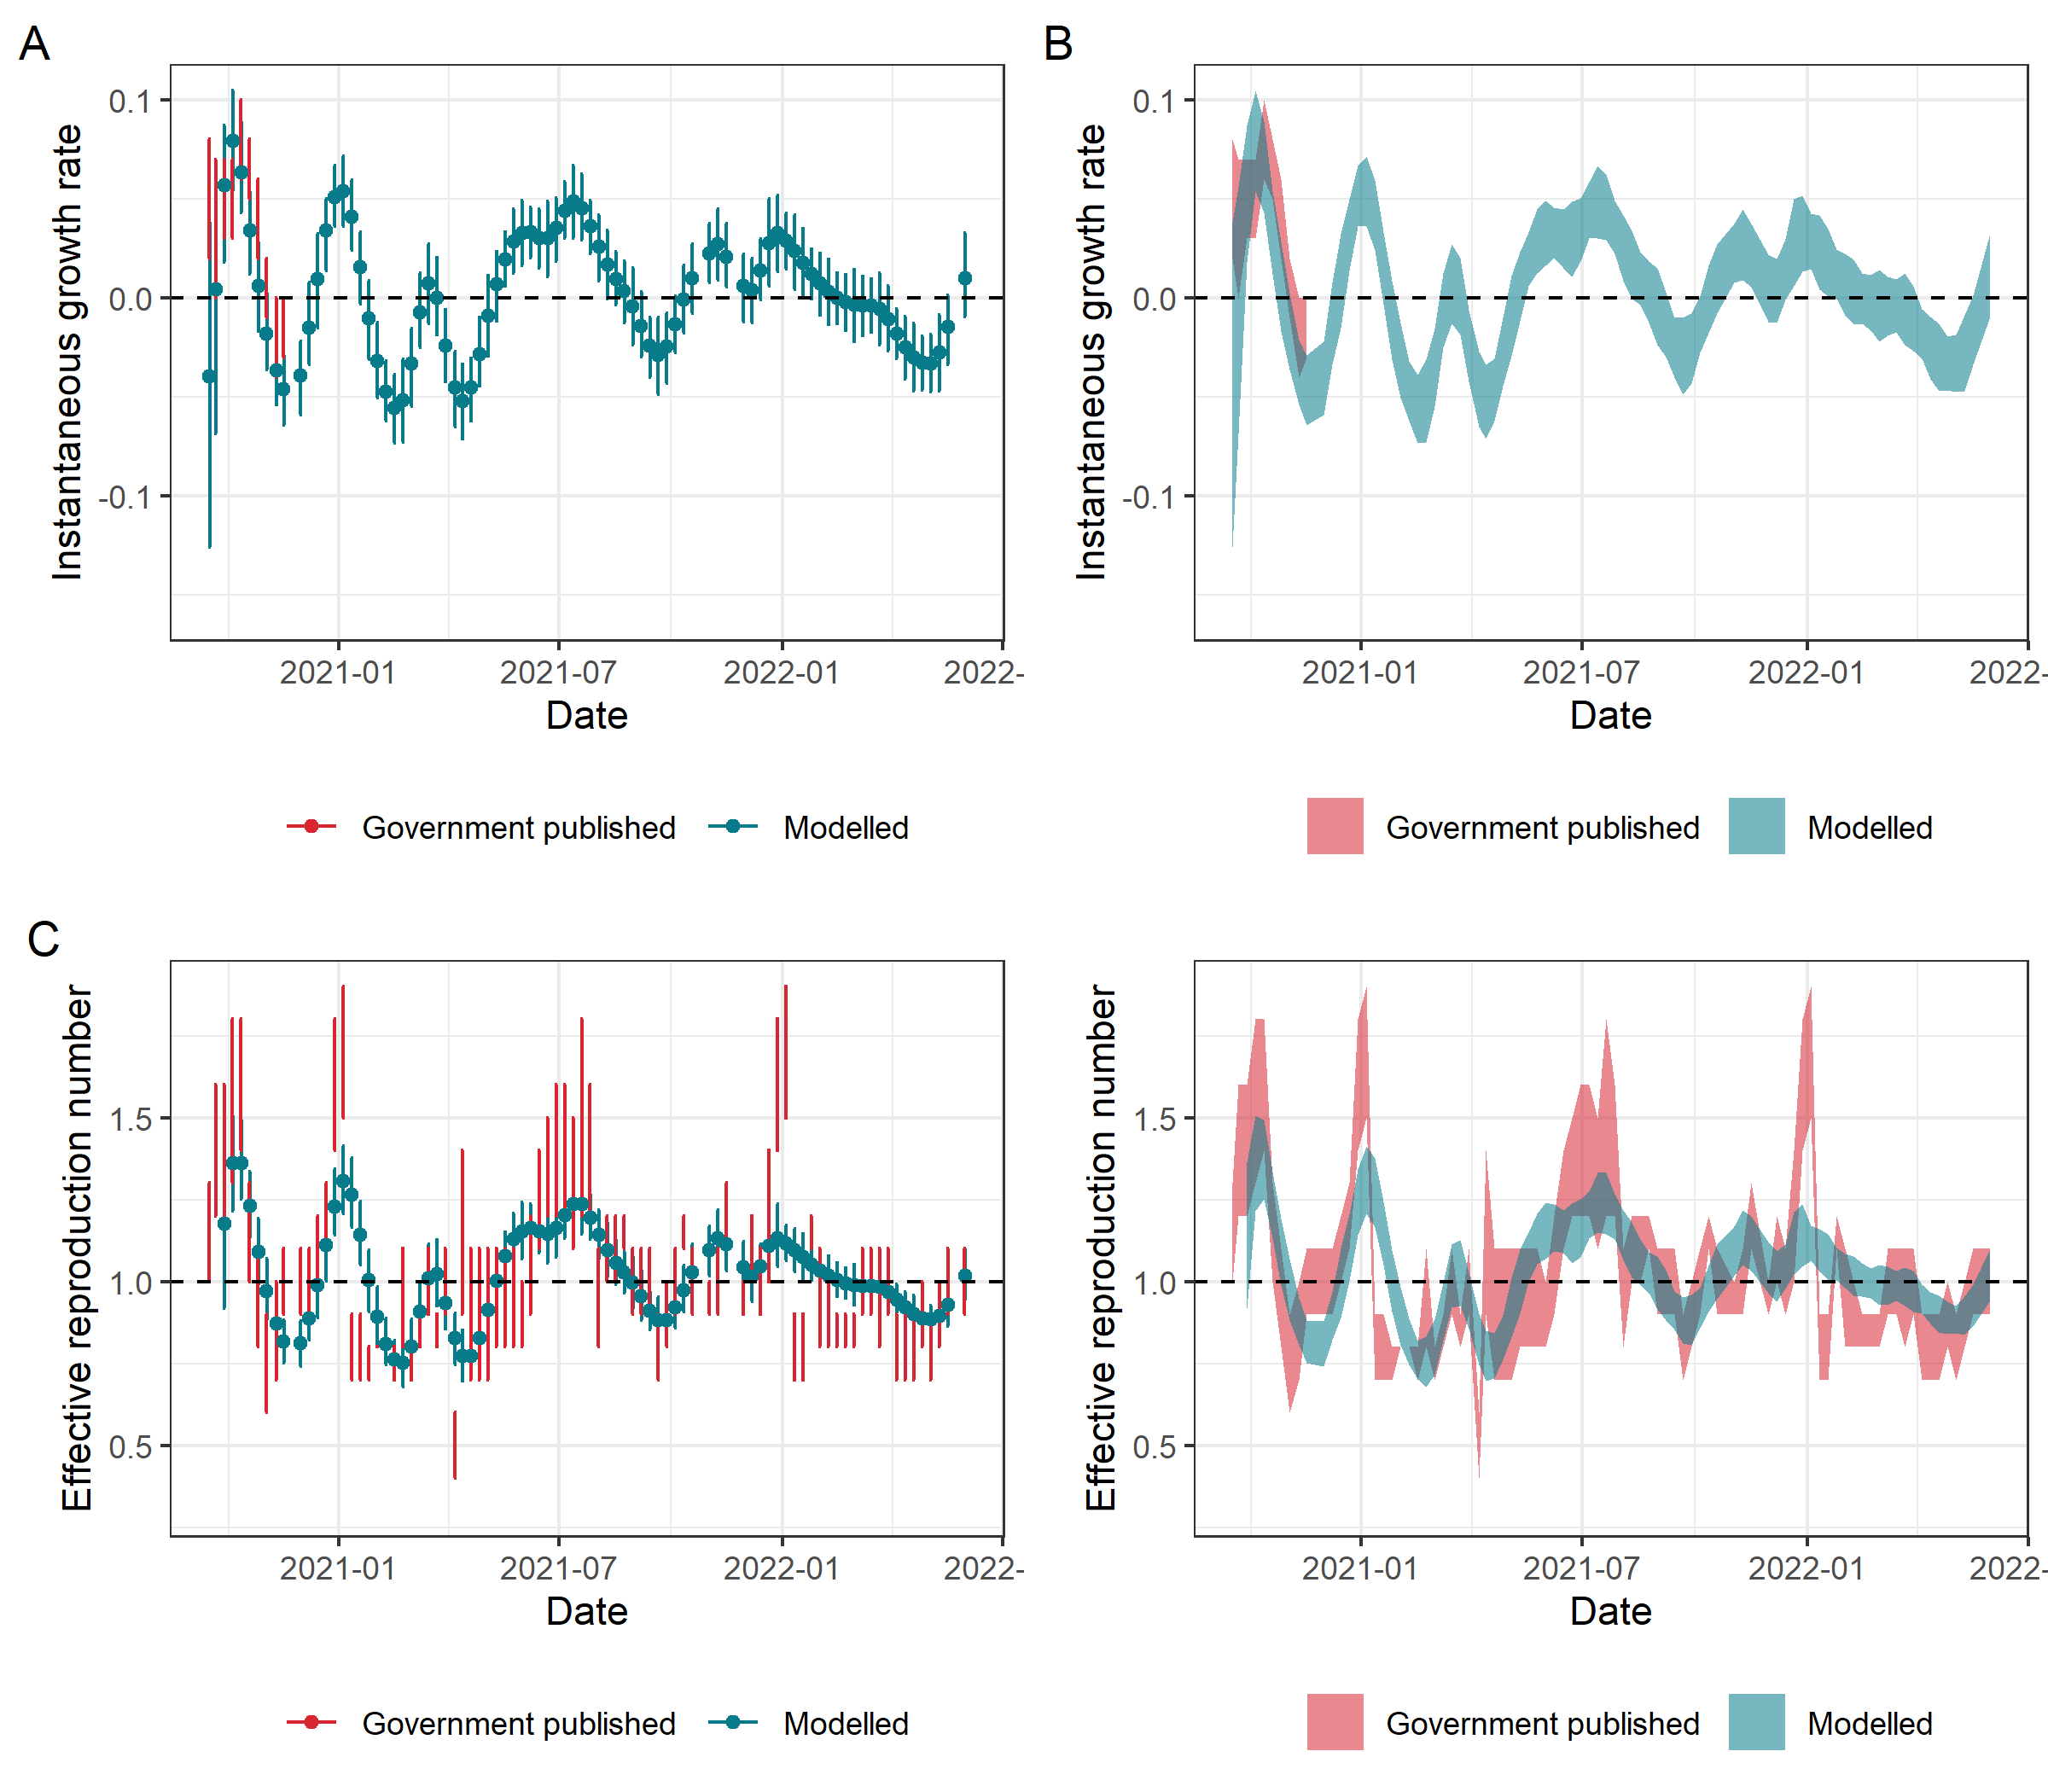 A
Instantaneous growth rate
0.1
0.0
-0.1
2021-01 2021-07 2022-01 2022-
Date
Government published Modelled
B
Instantaneous growth rate
0.1
0.0
-0.1
2021-01 2021-07 2022-01 2022-
Date
Government published Modelled
C
Effective reproduction number
1.5
1.0
0.5
2021-01 2021-07 2022-01 2022-
Date
Government published Modelled
Effective reproduction number
1.5
1.0
0.5
2021-01 2021-07 2022-01 2022-
Date
Government published Modelled